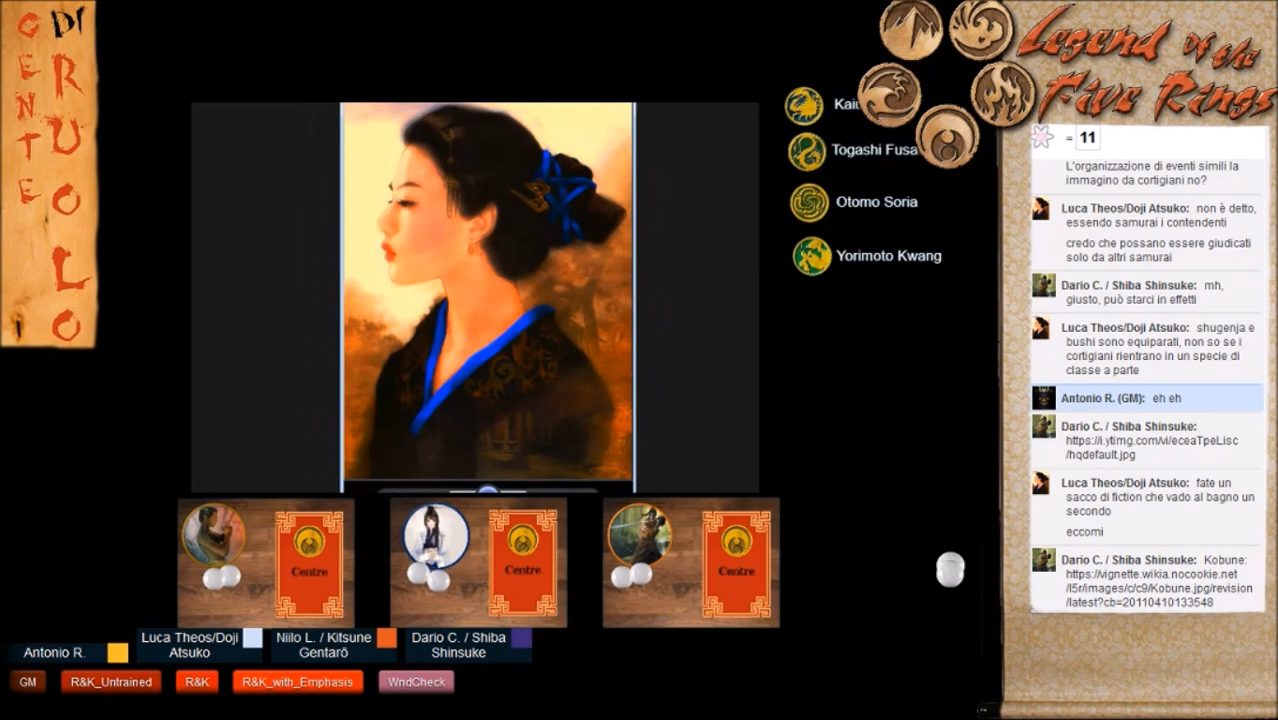 GENTE
DI
RUOLO
Legend of the
Five Rings
= 11
L'organizzazione di eventi simili la
immagino da cortigiani no?
Luca Theos/Doji Atsuko: non è detto,
essendo samurai i contendenti
credo che possano essere giudicati
solo da altri samurai
Dario C. / Shiba Shinsuke: mh,
giusto, può starci in effetti
Luca Theos/Doji Atsuko: shugenja e
bushi sono equiparati, non so se i
cortigiani rientrano in un specie di
classe a parte
Antonio R. (GM): eh eh
Dario C. / Shiba Shinsuke:
https://i.ytimg.com/vi/eceaTpeLisc
/hqdefault.jpg
Luca Theos/Doji Atsuko: fate un
sacco di fiction che vado al bagno un
secondo
eccomi
Dario C. / Shiba Shinsuke: Kobune:
https://vignette.wikia.nocookie.net
/l5r/images/c/c9/Kobune.jpg/revision
/latest?cb=20110410133548
Togashi Fusa
Otomo Soria
Yorimoto Kwang
Centre
Centre
Centre
Antonio R.
Luca Theos/Doji
Atsuko
Niilo L. / Kitsune
Gentarō
Dario C. / Shiba
Shinsuke
GM
R&K_Untrained
R&K
R&K_with_Emphasis
WndCheck